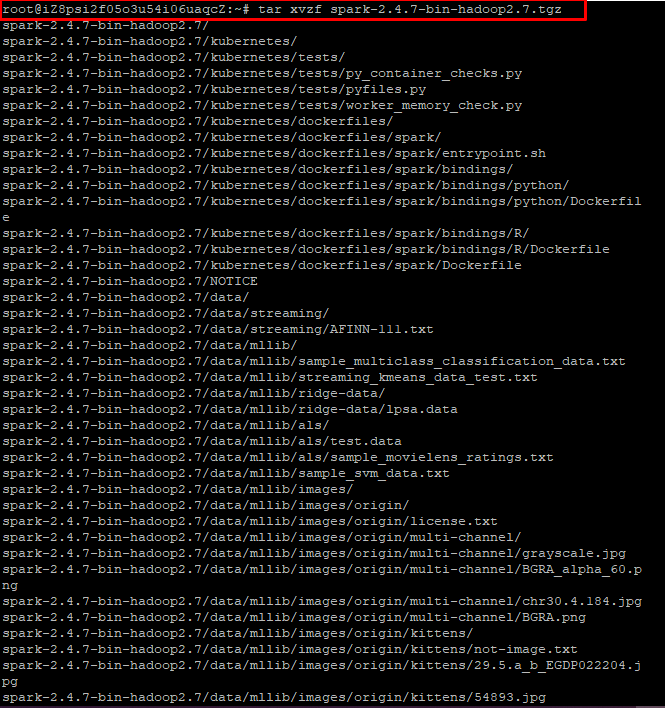 root@iZ8psi2f05o3u54i06uaqcZ:~# tar xvzf spark-2.4.7-bin-hadoop2.7.tgz
spark-2.4.7-bin-hadoop2.7/
spark-2.4.7-bin-hadoop2.7/kubernetes/
spark-2.4.7-bin-hadoop2.7/kubernetes/tests/
spark-2.4.7-bin-hadoop2.7/kubernetes/tests/py_container_checks.py
spark-2.4.7-bin-hadoop2.7/kubernetes/tests/pyfiles.py
spark-2.4.7-bin-hadoop2.7/kubernetes/tests/worker_memory_check.py
spark-2.4.7-bin-hadoop2.7/kubernetes/dockerfiles/
spark-2.4.7-bin-hadoop2.7/kubernetes/dockerfiles/spark/
spark-2.4.7-bin-hadoop2.7/kubernetes/dockerfiles/spark/entrypoint.sh
spark-2.4.7-bin-hadoop2.7/kubernetes/dockerfiles/spark/bindings/
spark-2.4.7-bin-hadoop2.7/kubernetes/dockerfiles/spark/bindings/python/
spark-2.4.7-bin-hadoop2.7/kubernetes/dockerfiles/spark/bindings/python/Dockerfil
e
spark-2.4.7-bin-hadoop2.7/kubernetes/dockerfiles/spark/bindings/R/
spark-2.4.7-bin-hadoop2.7/kubernetes/dockerfiles/spark/bindings/R/Dockerfile
spark-2.4.7-bin-hadoop2.7/kubernetes/dockerfiles/spark/Dockerfile
spark-2.4.7-bin-hadoop2.7/NOTICE
spark-2.4.7-bin-hadoop2.7/data/
spark-2.4.7-bin-hadoop2.7/data/streaming/
spark-2.4.7-bin-hadoop2.7/data/streaming/AFINN-111.txt
spark-2.4.7-bin-hadoop2.7/data/mllib/
spark-2.4.7-bin-hadoop2.7/data/mllib/sample_multiclass_classification_data.txt
spark-2.4.7-bin-hadoop2.7/data/mllib/streaming_kmeans_data_test.txt
spark-2.4.7-bin-hadoop2.7/data/mllib/ridge-data/
spark-2.4.7-bin-hadoop2.7/data/mllib/ridge-data/lpsa.data
spark-2.4.7-bin-hadoop2.7/data/mllib/als/
spark-2.4.7-bin-hadoop2.7/data/mllib/als/test.data
spark-2.4.7-bin-hadoop2.7/data/mllib/als/sample_movielens_ratings.txt
spark-2.4.7-bin-hadoop2.7/data/mllib/sample_svm_data.txt
spark-2.4.7-bin-hadoop2.7/data/mllib/images/
spark-2.4.7-bin-hadoop2.7/data/mllib/images/origin/
spark-2.4.7-bin-hadoop2.7/data/mllib/images/origin/license.txt
spark-2.4.7-bin-hadoop2.7/data/mllib/images/origin/multi-channel/
spark-2.4.7-bin-hadoop2.7/data/mllib/images/origin/multi-channel/grayscale.jpg
spark-2.4.7-bin-hadoop2.7/data/mllib/images/origin/multi-channel/BGRA_alpha_60.p
ng
spark-2.4.7-bin-hadoop2.7/data/mllib/images/origin/multi-channel/chr30.4.184.jpg
spark-2.4.7-bin-hadoop2.7/data/mllib/images/origin/multi-channel/BGRA.png
spark-2.4.7-bin-hadoop2.7/data/mllib/images/origin/kittens/
spark-2.4.7-bin-hadoop2.7/data/mllib/images/origin/kittens/not-image.txt
spark-2.4.7-bin-hadoop2.7/data/mllib/images/origin/kittens/29.5.a_b_EGDP022204.j
pg
spark-2.4.7-bin-hadoop2.7/data/mllib/images/origin/kittens/54893.jpg